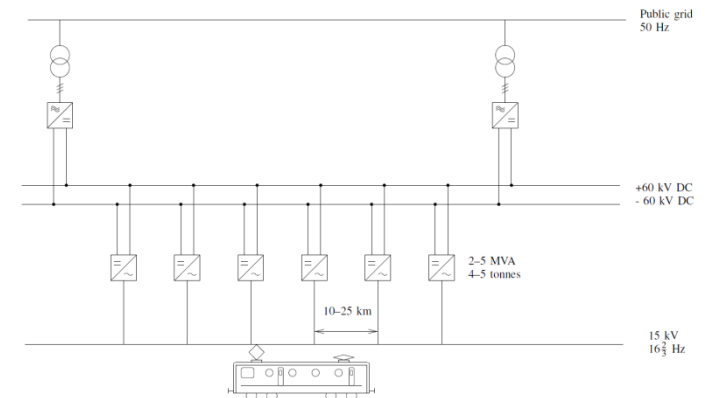 Public grid
50 Hz
+60 kV DC
- 60 kV DC
2–5 MVA
4–5 tonnes
10–25 km
15 kV
16⅔ Hz